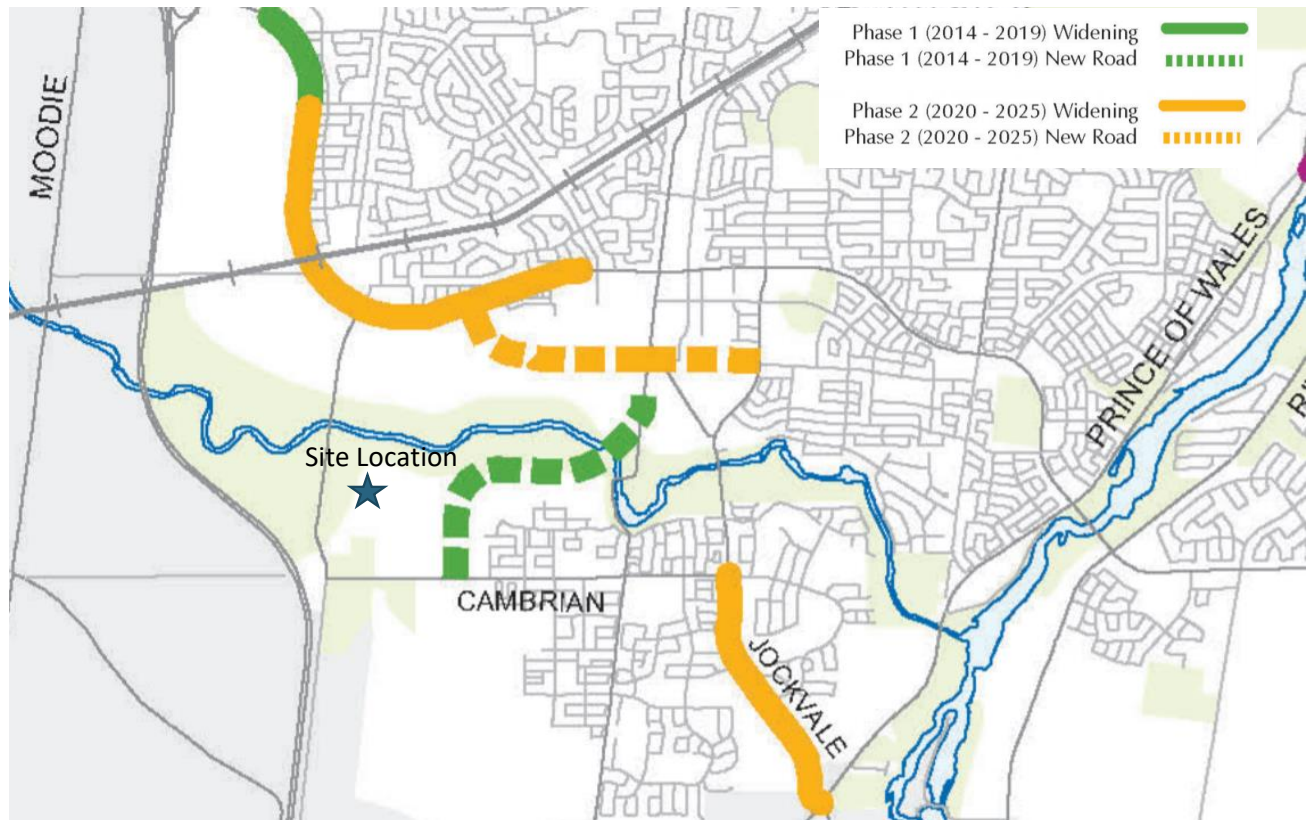 Phase 1 (2014 - 2019) Widening
Phase 1 (2014 - 2019) New Road
Phase 2 (2020 - 2025) Widening
Phase 2 (2020 - 2025) New Road
MOODIE
PRINCE OF WALES
Site Location
CAMBRIAN
JOCKVALE